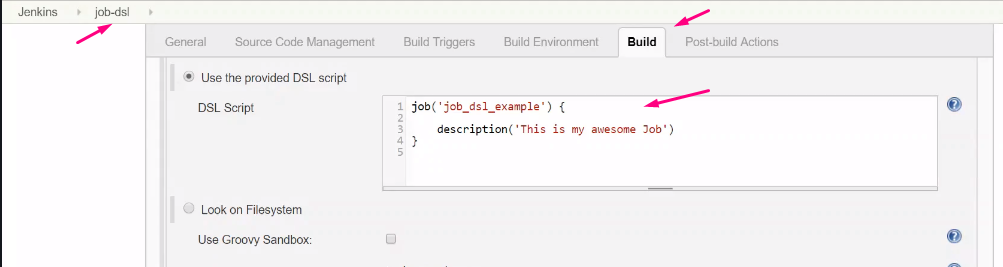 Jenkins job-dsl
General Source Code Management Build Triggers Build Environment Build Post-build Actions
Use the provided DSL script
DSL Script
1 job('job_dsl_example') {
2
3 description('This is my awesome Job')
4 }
5
Look on Filesystem
Use Groovy Sandbox: